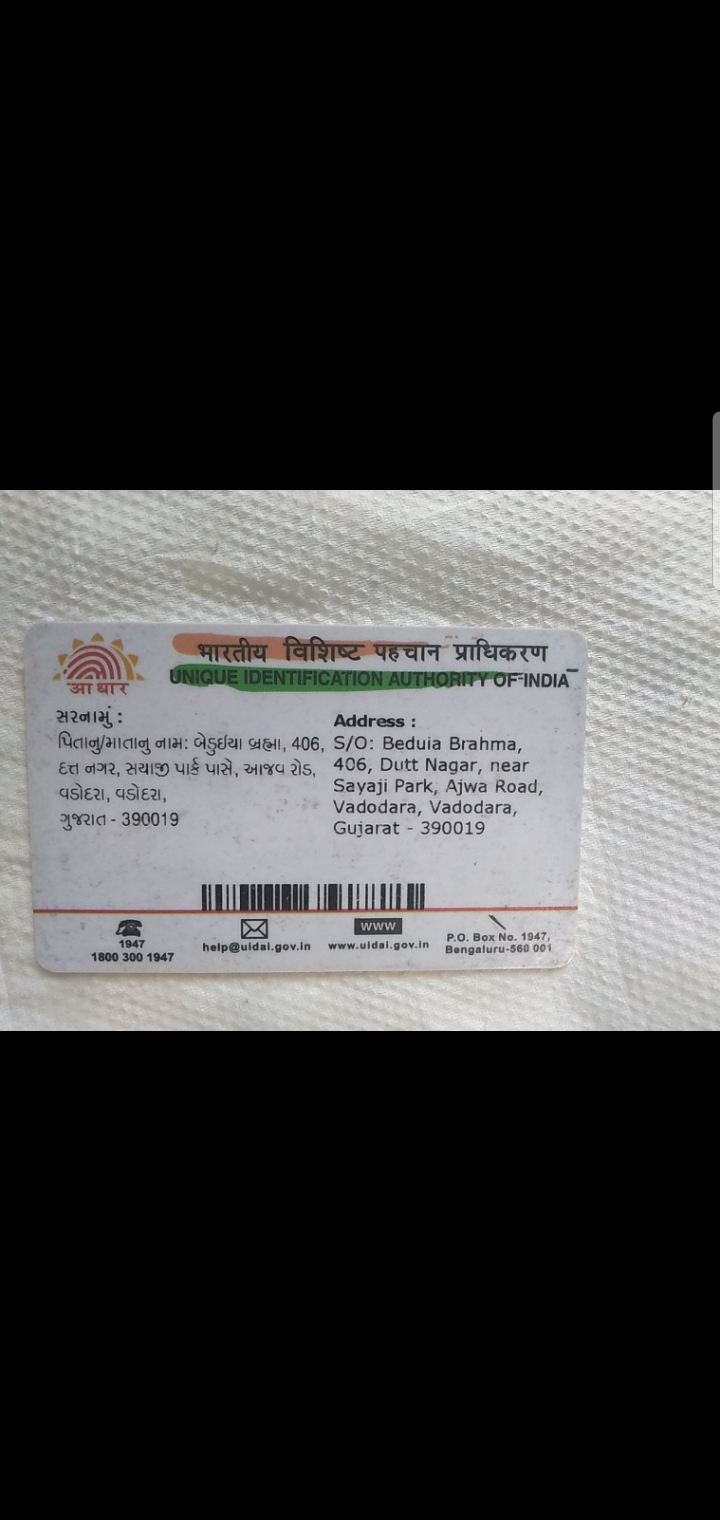 भारतीय विशिष्ट पहचान प्राधिकरण
UNIQUE IDENTIFICATION AUTHORITY OF INDIA
आधार
સરનામું :
પિતાનુ/માતાનુ નામ: બેડુઈયા બ્રહ્મા, 406,
દત્ત નગર, સયાજી પાર્ક પાસે, આજવ રોડ,
વડોદરા, વડોદરા,
ગુજરાત - 390019
Address :
S/O: Beduia Brahma,
406, Dutt Nagar, near
Sayaji Park, Ajwa Road,
Vadodara, Vadodara,
Gujarat - 390019
1947
1800 300 1947
help@uidai.gov.in
WWW
www.uidai.gov.in
P.O. Box No. 1947,
Bengaluru-560 001